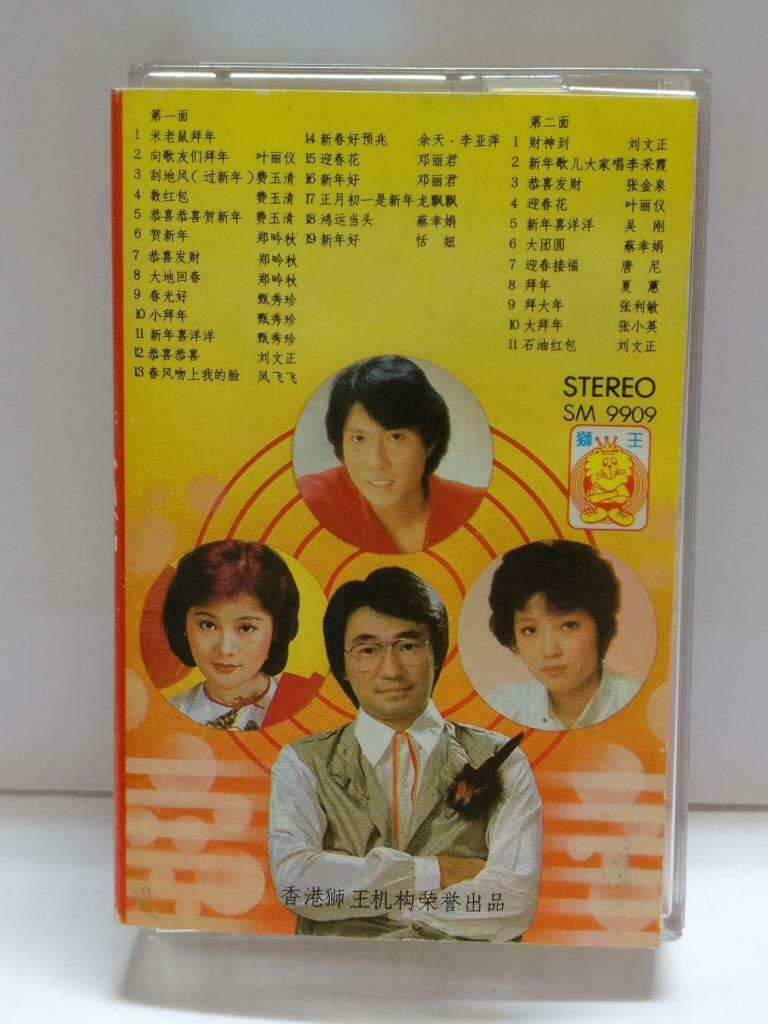 第一面
1 米老鼠拜年
2 向歌友们拜年 叶丽仪
3 刮地风(过新年) 费玉清
4 数红包 费玉清
5 恭喜恭喜贺新年 费玉清
6 贺新年 郑吟秋
7 恭喜发财 郑吟秋
8 大地回春 郑吟秋
9 春光好 甄秀珍
10 小拜年 甄秀珍
11 新年喜洋洋 甄秀珍
12 恭喜恭喜 刘文正
13 春风吻上我的脸 凤飞飞
14 新春好预兆 余天·李亚萍
15 迎春花 邓丽君
16 新年好 邓丽君
17 正月初一是新年 龙飘飘
18 鸿运当头 蔡幸娟
19 新年好 恬妞
第二面
1 财神到 刘文正
2 新年歌儿大家唱 李采霞
3 恭喜发财 张金泉
4 迎春花 叶丽仪
5 新年喜洋洋 吴刚
6 大团圆 蔡幸娟
7 迎春接福 唐尼
8 拜年 夏蕙
9 拜大年 张利敏
10 大拜年 张小英
11 石油红包 刘文正
STEREO
SM 9909
獅王
香港狮王机构荣誉出品